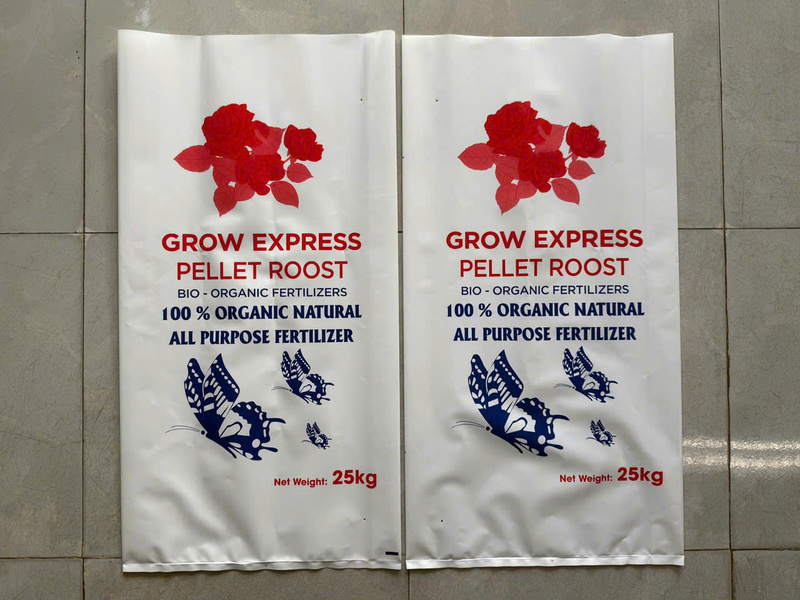 GROW EXPRESS
PELLET ROOST
BIO - ORGANIC FERTILIZERS
100 % ORGANIC NATURAL
ALL PURPOSE FERTILIZER
Net Weight: 25kg
GROW EXPRESS
PELLET ROOST
BIO - ORGANIC FERTILIZERS
100 % ORGANIC NATURAL
ALL PURPOSE FERTILIZER
Net Weight: 25kg